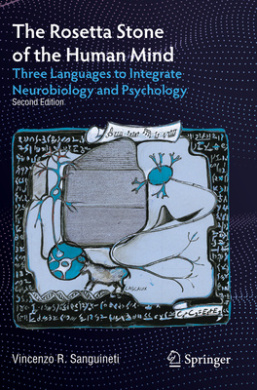 The Rosetta Stone
of the Human Mind
Three Languages to Integrate
Neurobiology and Psychology
Second Edition
Vincenzo R. Sanguineti
Springer